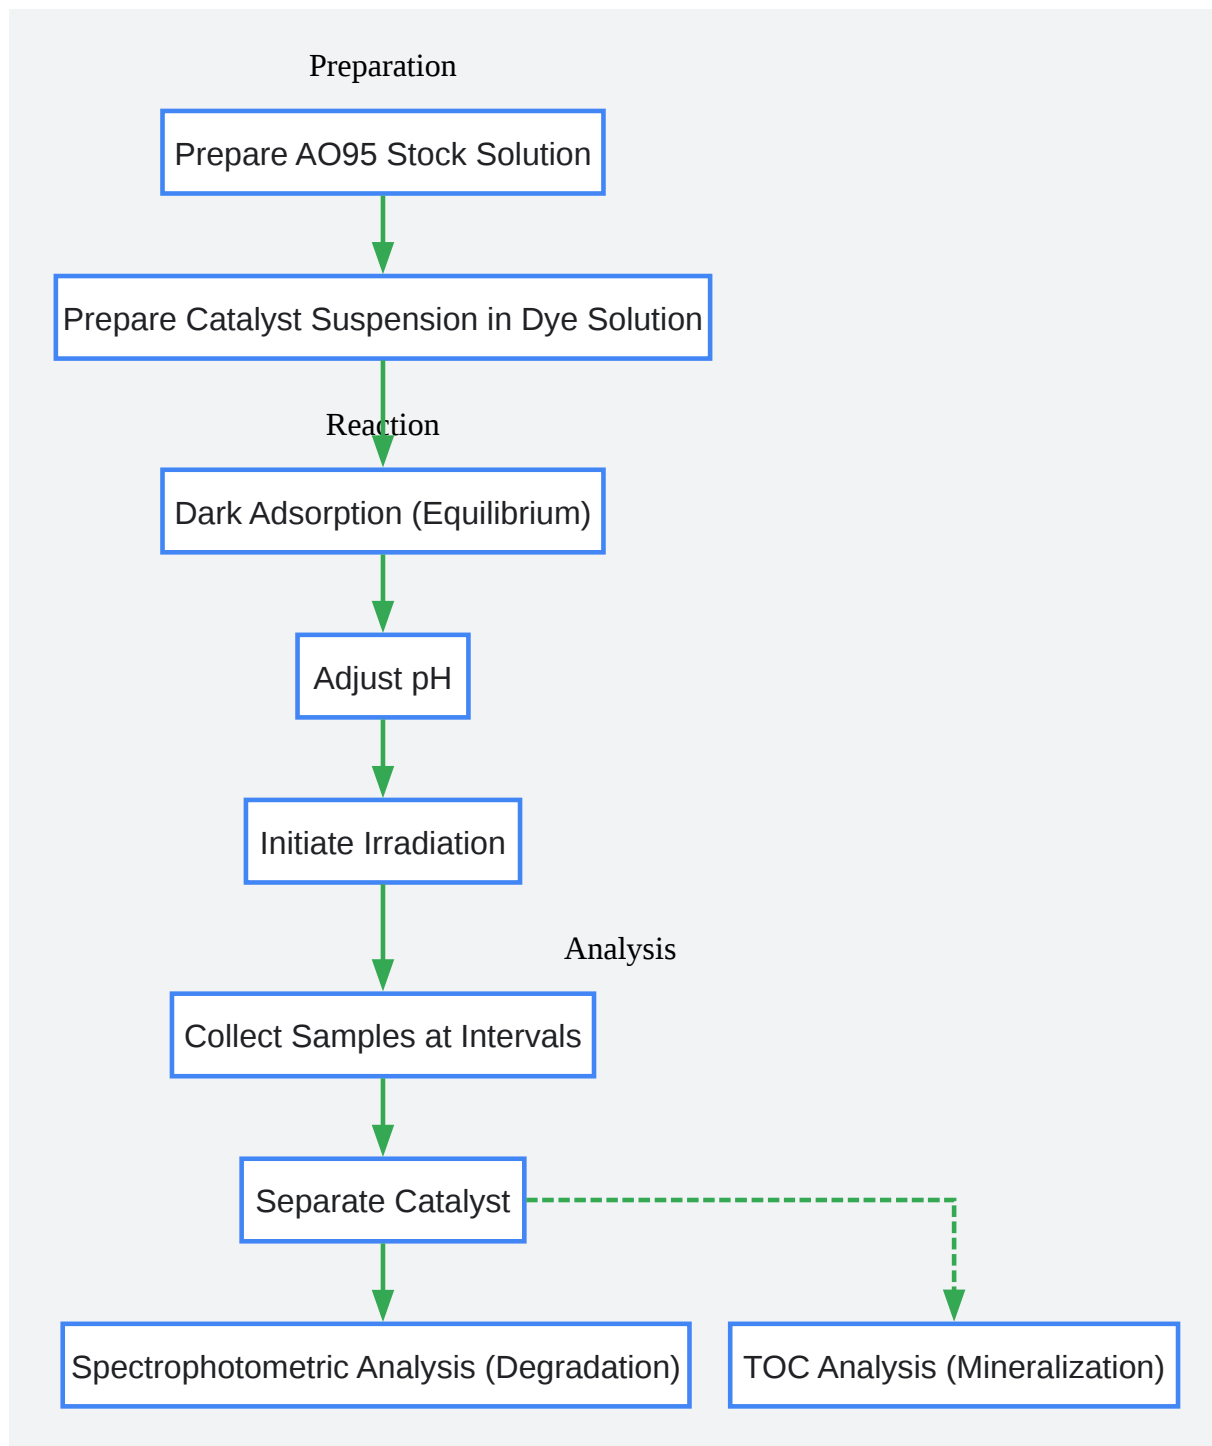 Preparation
Prepare AO95 Stock Solution
Prepare Catalyst Suspension in Dye Solution
Reaction
Dark Adsorption (Equilibrium)
Adjust pH
Initiate Irradiation
Analysis
Collect Samples at Intervals
Separate Catalyst
Spectrophotometric Analysis (Degradation)
TOC Analysis (Mineralization)